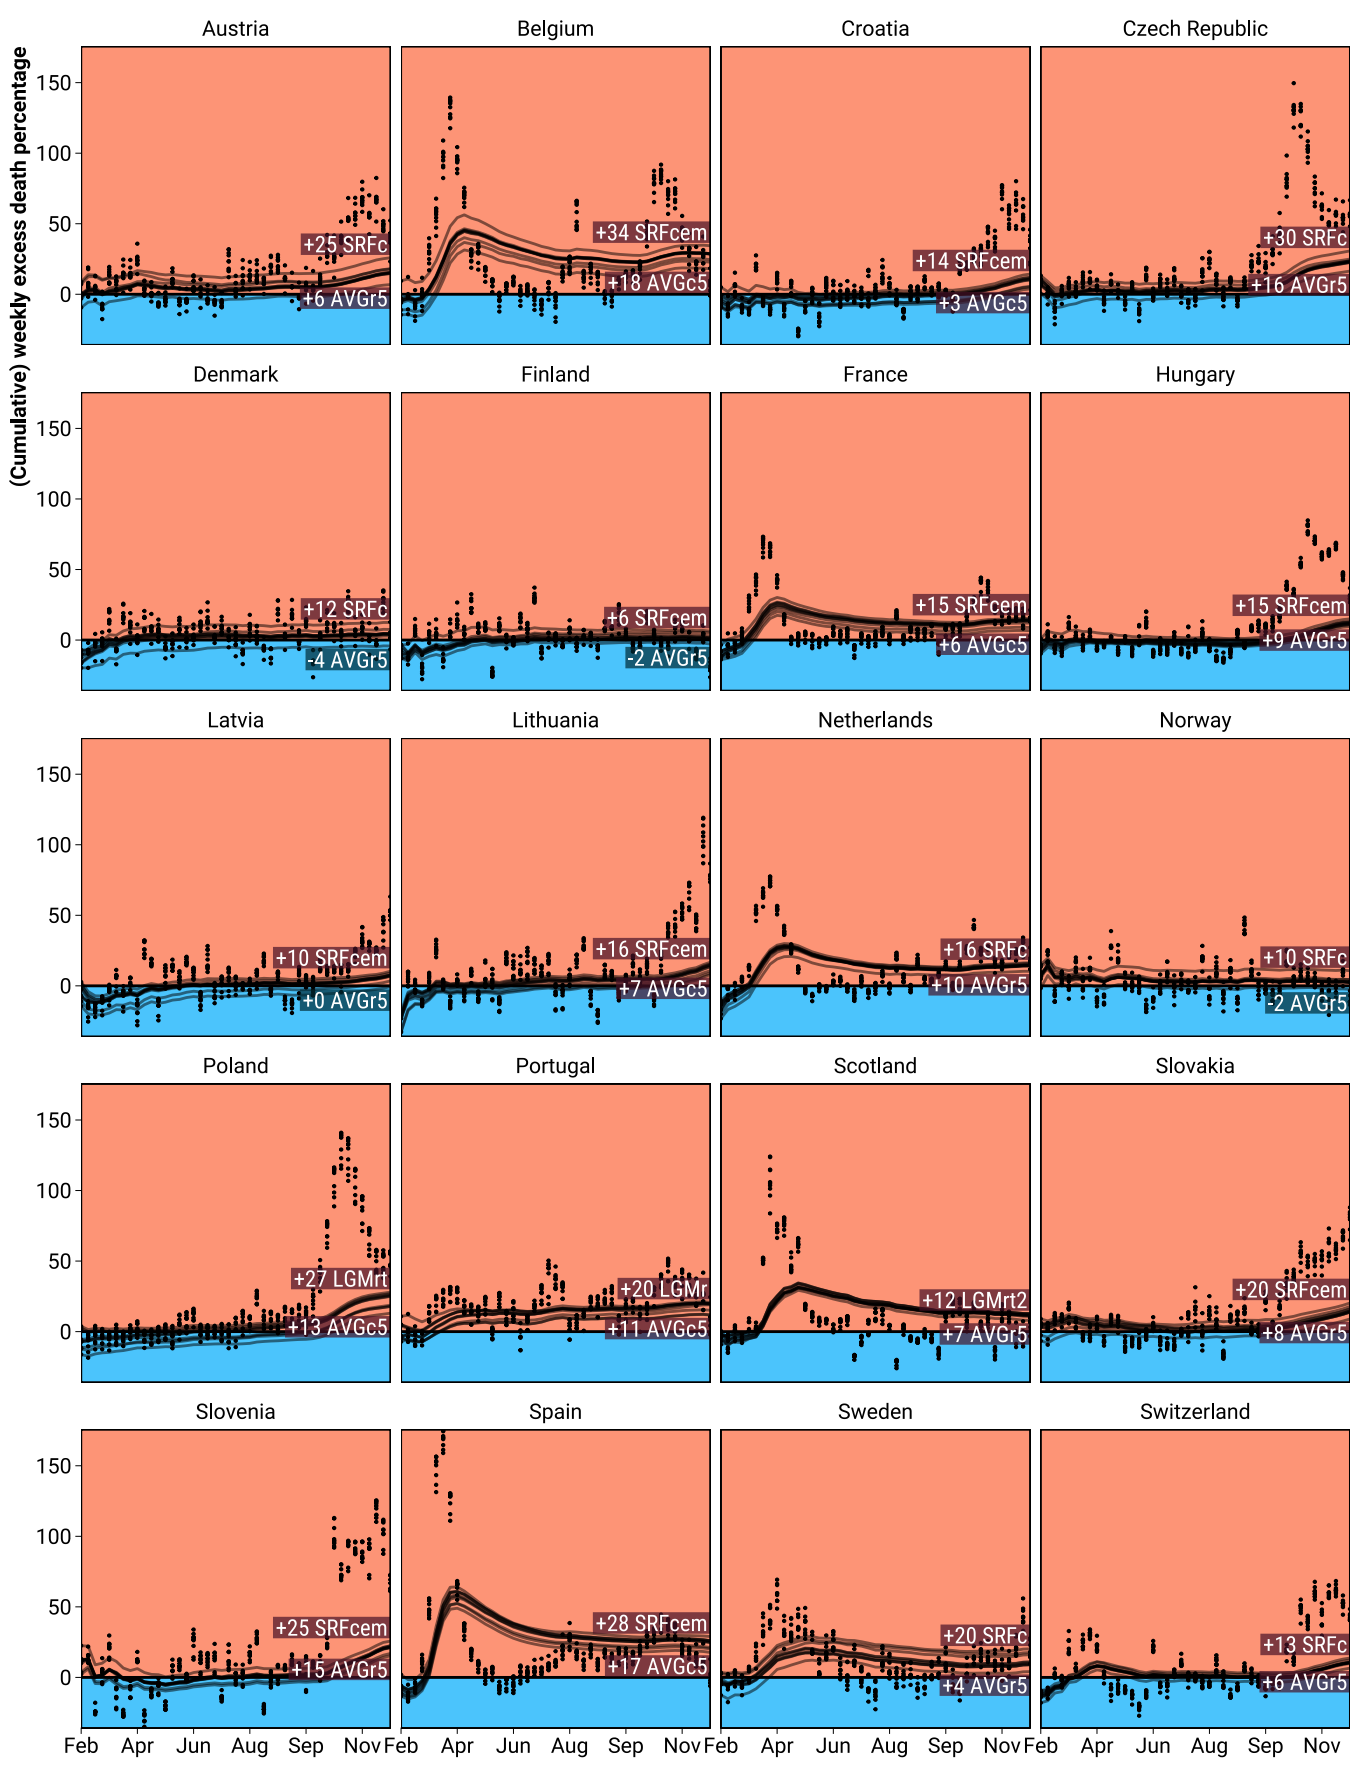 (Cumulative) weekly excess death percentage
Austria
Belgium
Croatia
Czech Republic
150
100
50
0
+25 SRFc
+6 AVGr5
+34 SRFcem
+18 AVGc5
+14 SRFcem
+3 AVGc5
+30 SRFc
+16 AVGr5
Denmark
Finland
France
Hungary
150
100
50
0
+12 SRFc
-4 AVGr5
+6 SRFcem
-2 AVGr5
+15 SRFcem
+6 AVGc5
+15 SRFcem
+9 AVGr5
Latvia
Lithuania
Netherlands
Norway
150
100
50
0
+10 SRFcem
+0 AVGr5
+16 SRFcem
+7 AVGc5
+16 SRFc
+10 AVGr5
+10 SRFc
-2 AVGr5
Poland
Portugal
Scotland
Slovakia
150
100
50
0
+27 LGMrt
+13 AVGc5
+20 LGMr
+11 AVGc5
+12 LGMrt2
+7 AVGr5
+20 SRFcem
+8 AVGr5
Slovenia
Spain
Sweden
Switzerland
150
100
50
0
+25 SRFcem
+15 AVGr5
+28 SRFcem
+17 AVGc5
+20 SRFc
+4 AVGr5
+13 SRFc
+6 AVGr5
Feb Apr Jun Aug Sep Nov
Feb Apr Jun Aug Sep Nov
Feb Apr Jun Aug Sep Nov
Feb Apr Jun Aug Sep Nov